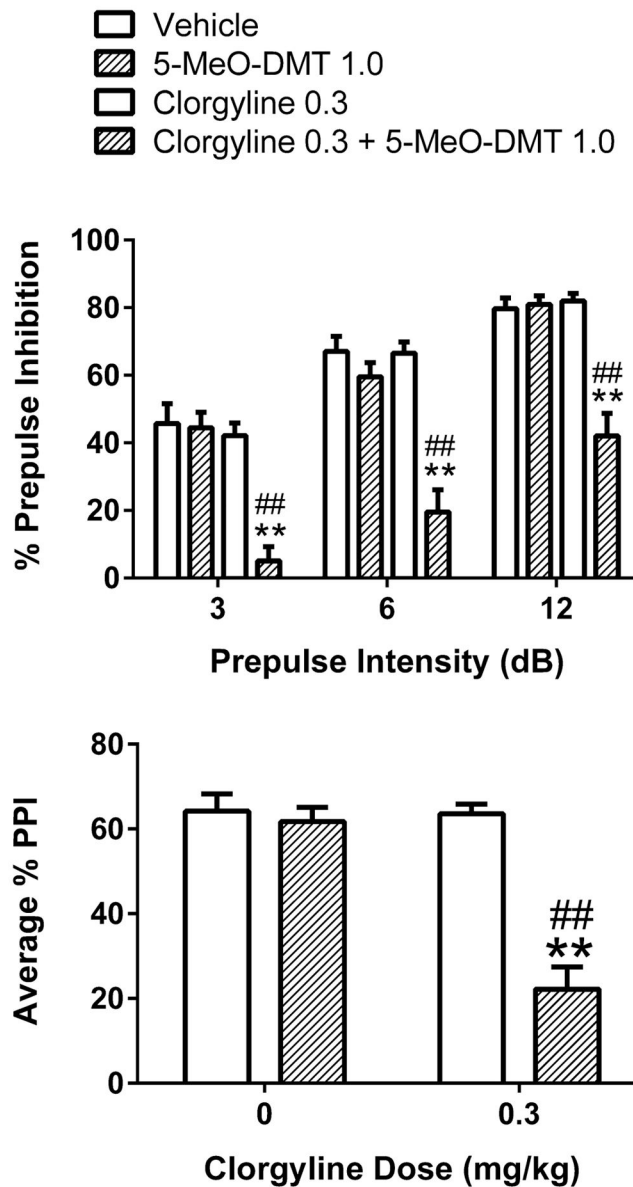 Vehicle
5-MeO-DMT 1.0
Clorgyline 0.3
Clorgyline 0.3 + 5-MeO-DMT 1.0
% Prepulse Inhibition
100
80
60
40
20
0
##
**
##
**
##
**
3 6 12
Prepulse Intensity (dB)
Average % PPI
80
60
40
20
0
##
**
0 0.3
Clorgyline Dose (mg/kg)